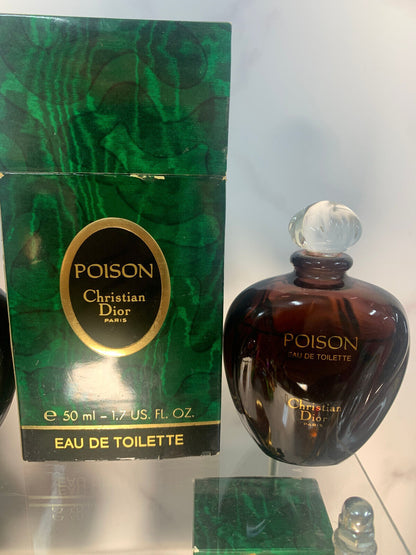 POISON
Christian
Dior
PARIS
℮ 50 ml – 1.7 US. FL. OZ.
EAU DE TOILETTE
POISON
EAU DE TOILETTE
Christian
Dior
PARIS